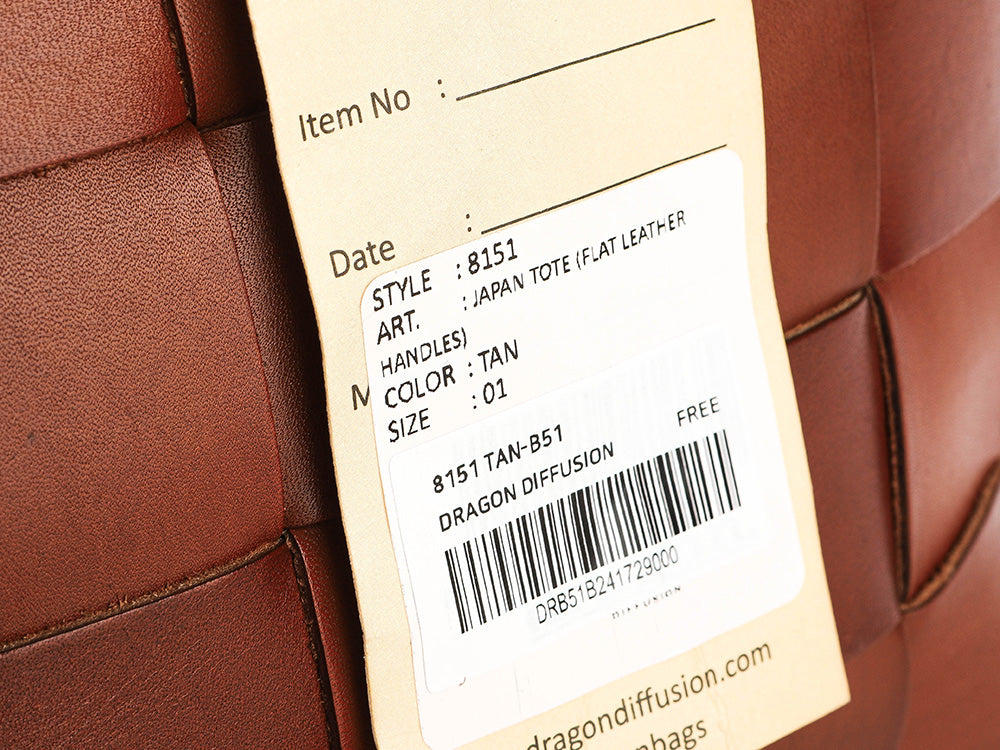 Item No :
Date :
STYLE : 8151
ART. : JAPAN TOTE (FLAT LEATHER
HANDLES)
COLOR : TAN
SIZE : 01
8151 TAN-B51 FREE
DRAGON DIFFUSION
DRB51B241729000
DIFFUSION
dragondiffusion.com